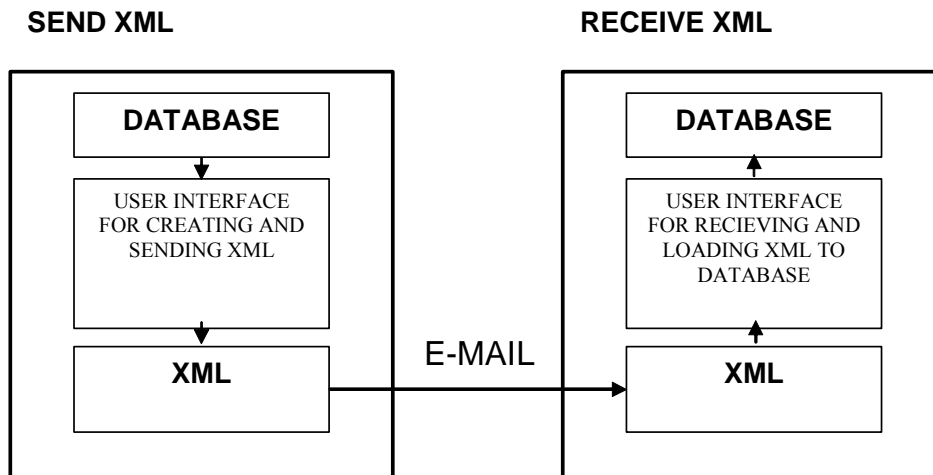 SEND XML
RECEIVE XML
DATABASE
USER INTERFACE
FOR CREATING AND
SENDING XML
XML
E-MAIL
DATABASE
USER INTERFACE
FOR RECIEVING AND
LOADING XML TO
DATABASE
XML